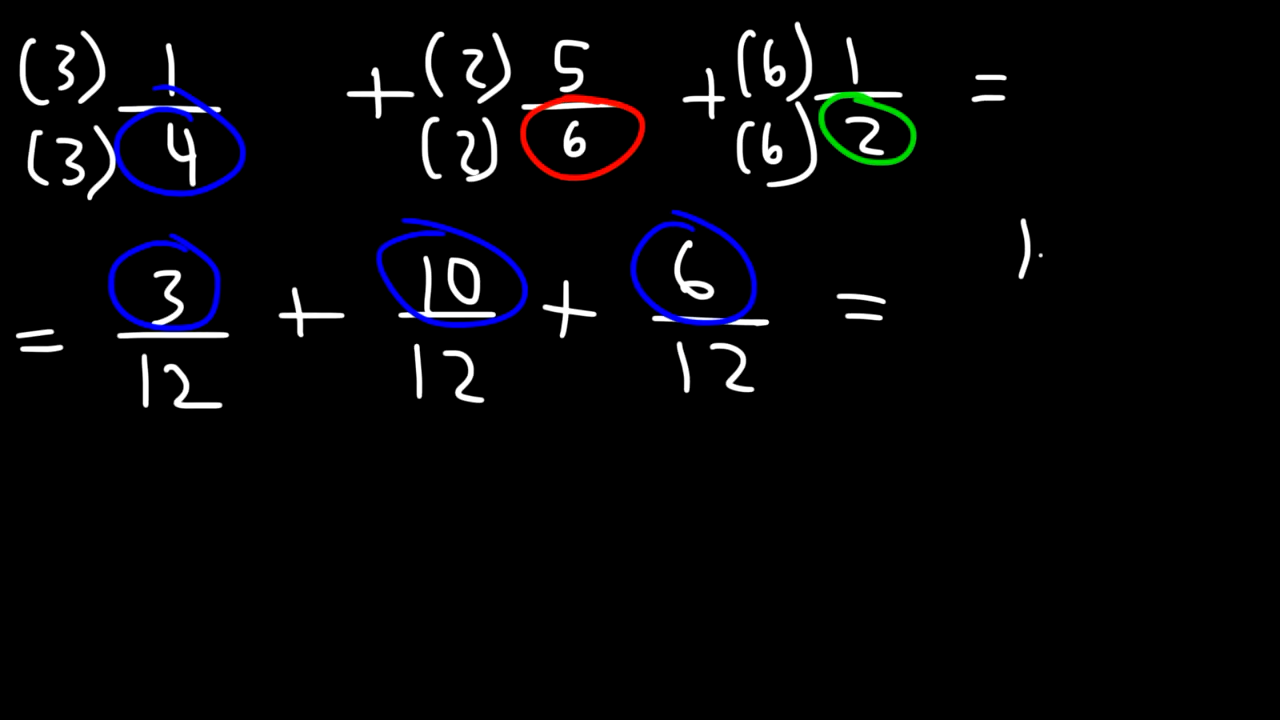 (3) 1/(3) 4 + (2) 5/(2) 6 + (6) 1/(6) 2 =
= 3/12 + 10/12 + 6/12 =